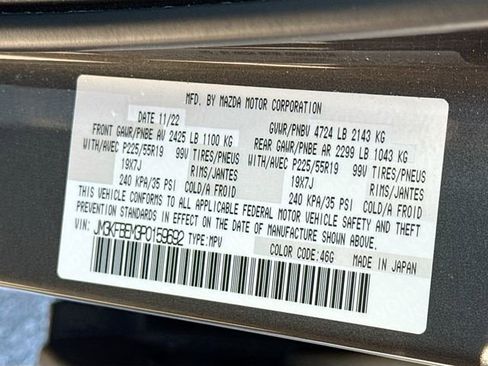 MFD. BY MAZDA MOTOR CORPORATION
DATE 11/22 GVWR/PNBV 4724 LB 2143 KG
FRONT GAWR/PNBE AV 2425 LB 1100 KG REAR GAWR/PNBE AR 2299 LB 1043 KG
WITH/AVEC P225/55R19 99V TIRES/PNEUS WITH/AVEC P225/55R19 99V TIRES/PNEUS
19X7J RIMS/JANTES 19X7J RIMS/JANTES
240 KPA/35 PSI COLD/A FROID 240 KPA/35 PSI COLD/A FROID
THIS VEHICLE CONFORMS TO ALL APPLICABLE FEDERAL MOTOR VEHICLE SAFETY AND THEFT
PREVENTION STANDARDS IN EFFECT ON THE DATE OF MANUFACTURE SHOWN ABOVE.
VIN: JM3KFBEM3P0159692 TYPE: MPV
COLOR CODE: 46G MADE IN JAPAN